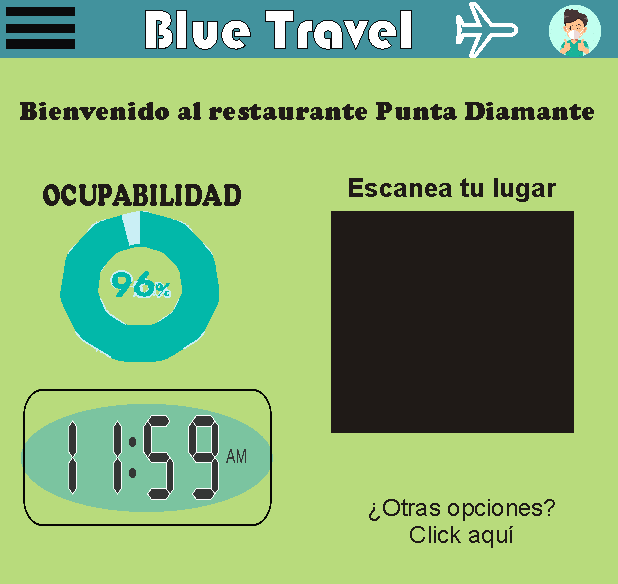 Blue Travel
Bienvenido al restaurante Punta Diamante
OCUPABILIDAD
96%
Escanea tu lugar
11:59 AM
¿Otras opciones?
Click aquí